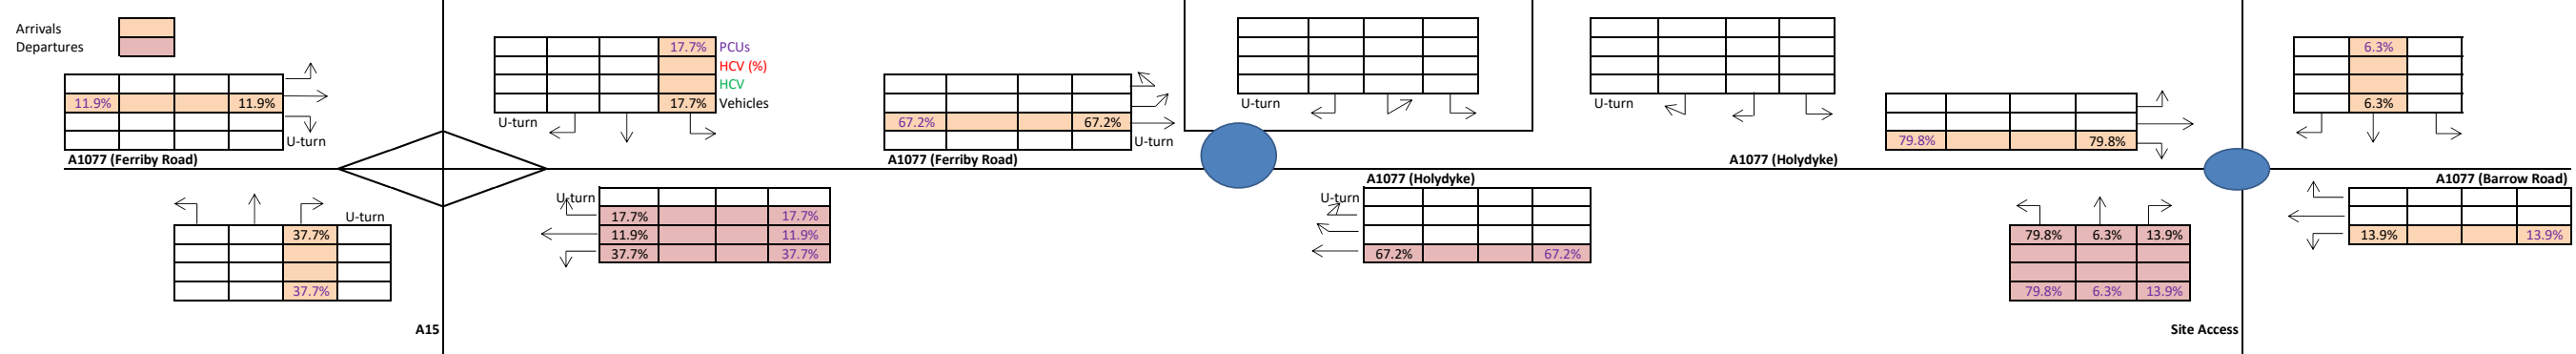 Arrivals
Departures
11.9% 11.9%
U-turn
A1077 (Ferriby Road)
17.7% PCUs
HCV (%)
HCV
17.7% Vehicles
U-turn
67.2% 67.2%
U-turn
A1077 (Ferriby Road)
U-turn
U-turn
79.8% 79.8%
A1077 (Holydyke)
6.3%
6.3%
U-turn
37.7%
37.7%
A15
U-turn
17.7% 17.7%
11.9% 11.9%
37.7% 37.7%
A1077 (Holydyke)
U-turn
67.2% 67.2%
79.8% 6.3% 13.9%
79.8% 6.3% 13.9%
Site Access
A1077 (Barrow Road)
13.9% 13.9%